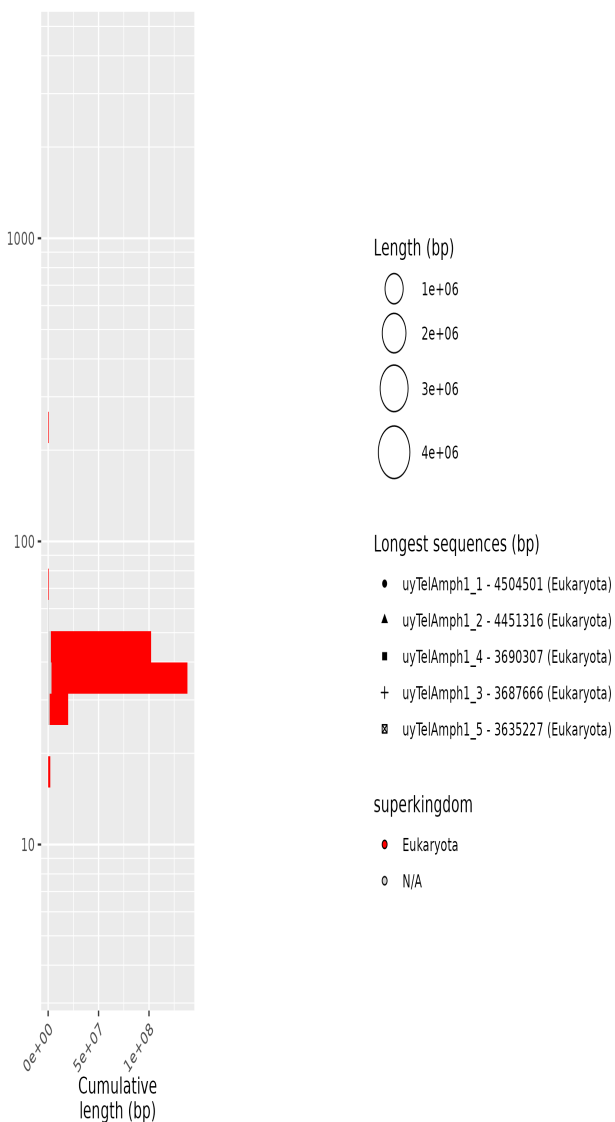 1000
100
10
0e+00
5e+07
1e+08
Cumulative
length (bp)
Length (bp)
1e+06
2e+06
3e+06
4e+06
Longest sequences (bp)
uyTelAmph1_1 - 4504501 (Eukaryota)
uyTelAmph1_2 - 4451316 (Eukaryota)
uyTelAmph1_4 - 3690307 (Eukaryota)
uyTelAmph1_3 - 3687666 (Eukaryota)
uyTelAmph1_5 - 3635227 (Eukaryota)
superkingdom
Eukaryota
N/A